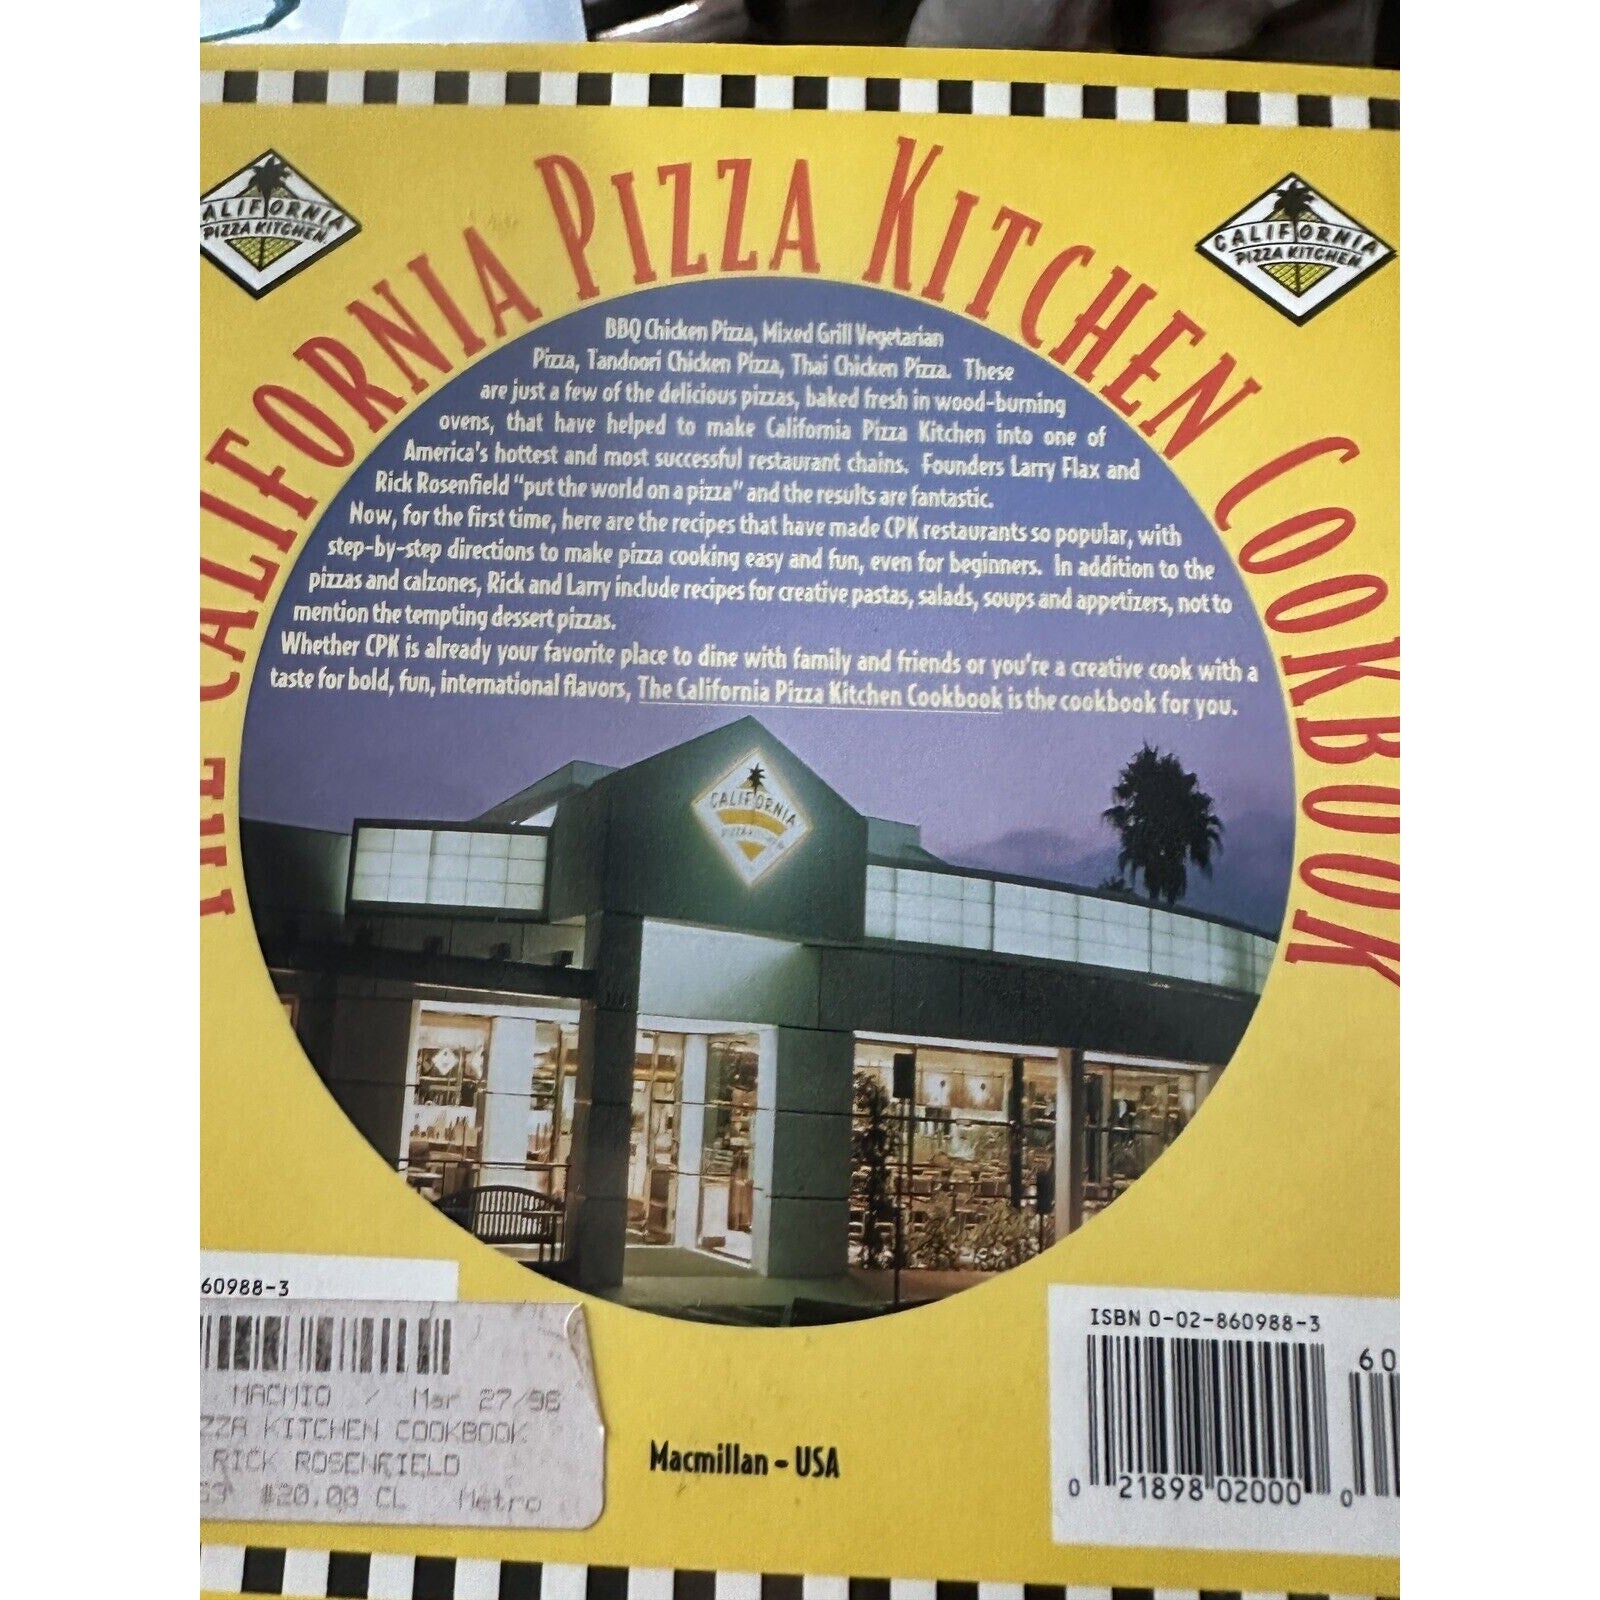 THE CALIFORNIA PIZZA KITCHEN COOKBOOK
ALIFORNIA
PIZZA KITCHEN
CALIFORNIA
PIZZA KITCHEN
BBQ Chicken Pizza, Mixed Grill Vegetarian
Pizza, Tandoori Chicken Pizza, Thai Chicken Pizza. These
are just a few of the delicious pizzas, baked fresh in wood-burning
ovens, that have helped to make California Pizza Kitchen into one of
America's hottest and most successful restaurant chains. Founders Larry Flax and
Rick Rosenfield "put the world on a pizza" and the results are fantastic.
Now, for the first time, here are the recipes that have made CPK restaurants so popular, with
step-by-step directions to make pizza cooking easy and fun, even for beginners. In addition to the
pizzas and calzones, Rick and Larry include recipes for creative pastas, salads, soups and appetizers, not to
mention the tempting dessert pizzas.
Whether CPK is already your favorite place to dine with family and friends or you're a creative cook with a
taste for bold, fun, international flavors, The California Pizza Kitchen Cookbook is the cookbook for you.
CALIFORNIA
PIZZA KITCHEN
60988-3
MACMIO / Mar 27/96
ZZA KITCHEN COOKBOOK
RICK ROSENFIELD
$20.00 CL Metro
Macmillan - USA
ISBN 0-02-860988-3
60
0 21898 02000 0